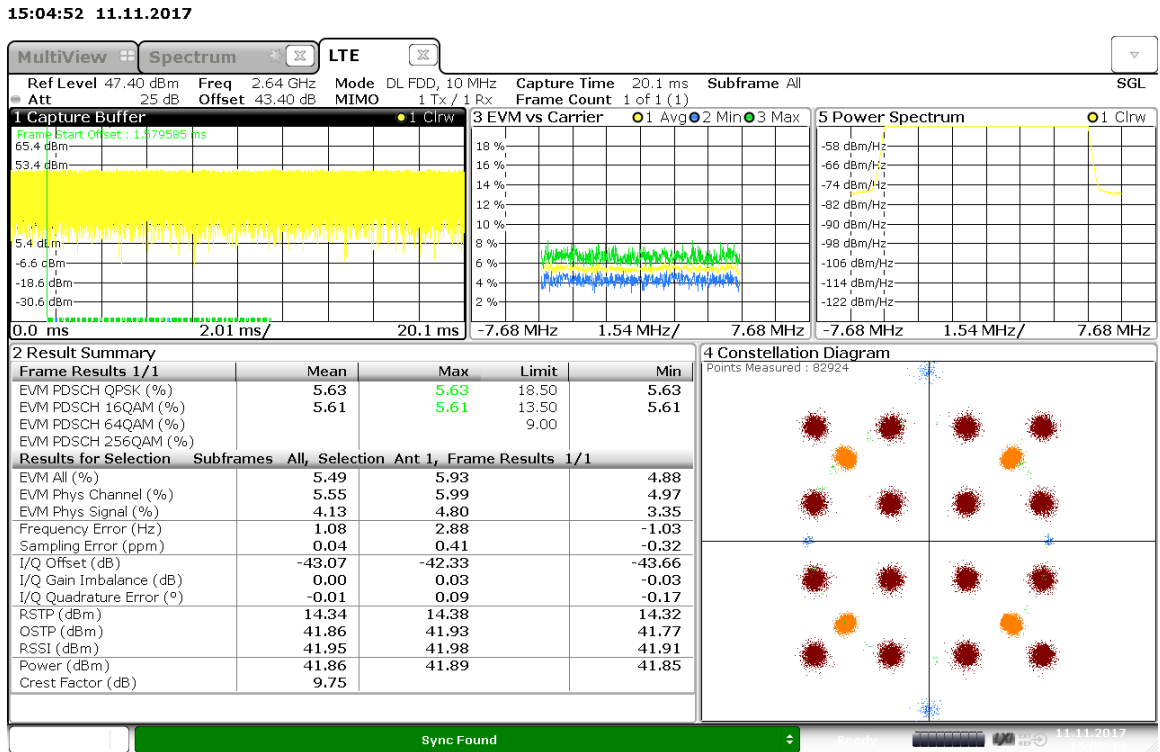 15:04:52 11.11.2017
MultiView Spectrum LTE
Ref Level 47.40 dBm Freq 2.64 GHz Mode DL FDD, 10 MHz Capture Time 20.1 ms Subframe All SGL
Att 25 dB Offset 43.40 dB MIMO 1 Tx / 1 Rx Frame Count 1 of 1 (1)
1 Capture Buffer 1 Clrw
Frame Start Offset : 1.579585 ms
65.4 dBm
53.4 dBm
5.4 dBm
-6.6 dBm
-18.6 dBm
-30.6 dBm
0.0 ms 2.01 ms/ 20.1 ms
3 EVM vs Carrier 1 Avg 2 Min 3 Max
18 %
16 %
14 %
12 %
10 %
8 %
6 %
4 %
2 %
-7.68 MHz 1.54 MHz/ 7.68 MHz
5 Power Spectrum 1 Clrw
-58 dBm/Hz
-66 dBm/Hz
-74 dBm/Hz
-82 dBm/Hz
-90 dBm/Hz
-98 dBm/Hz
-106 dBm/Hz
-114 dBm/Hz
-122 dBm/Hz
-7.68 MHz 1.54 MHz/ 7.68 MHz
2 Result Summary
Frame Results 1/1 Mean Max Limit Min
EVM PDSCH QPSK (%) 5.63 5.63 18.50 5.63
EVM PDSCH 16QAM (%) 5.61 5.61 13.50 5.61
EVM PDSCH 64QAM (%) 9.00
EVM PDSCH 256QAM (%)
Results for Selection Subframes All, Selection Ant 1, Frame Results 1/1
EVM All (%) 5.49 5.93 4.88
EVM Phys Channel (%) 5.55 5.99 4.97
EVM Phys Signal (%) 4.13 4.80 3.35
Frequency Error (Hz) 1.08 2.88 -1.03
Sampling Error (ppm) 0.04 0.41 -0.32
I/Q Offset (dB) -43.07 -42.33 -43.66
I/Q Gain Imbalance (dB) 0.00 0.03 -0.03
I/Q Quadrature Error (°) -0.01 0.09 -0.17
RSTP (dBm) 14.34 14.38 14.32
OSTP (dBm) 41.86 41.93 41.77
RSSI (dBm) 41.95 41.98 41.91
Power (dBm) 41.86 41.89 41.85
Crest Factor (dB) 9.75
4 Constellation Diagram
Points Measured : 82924
Sync Found
Ready
LXI
EXT
REF
11.11.2017